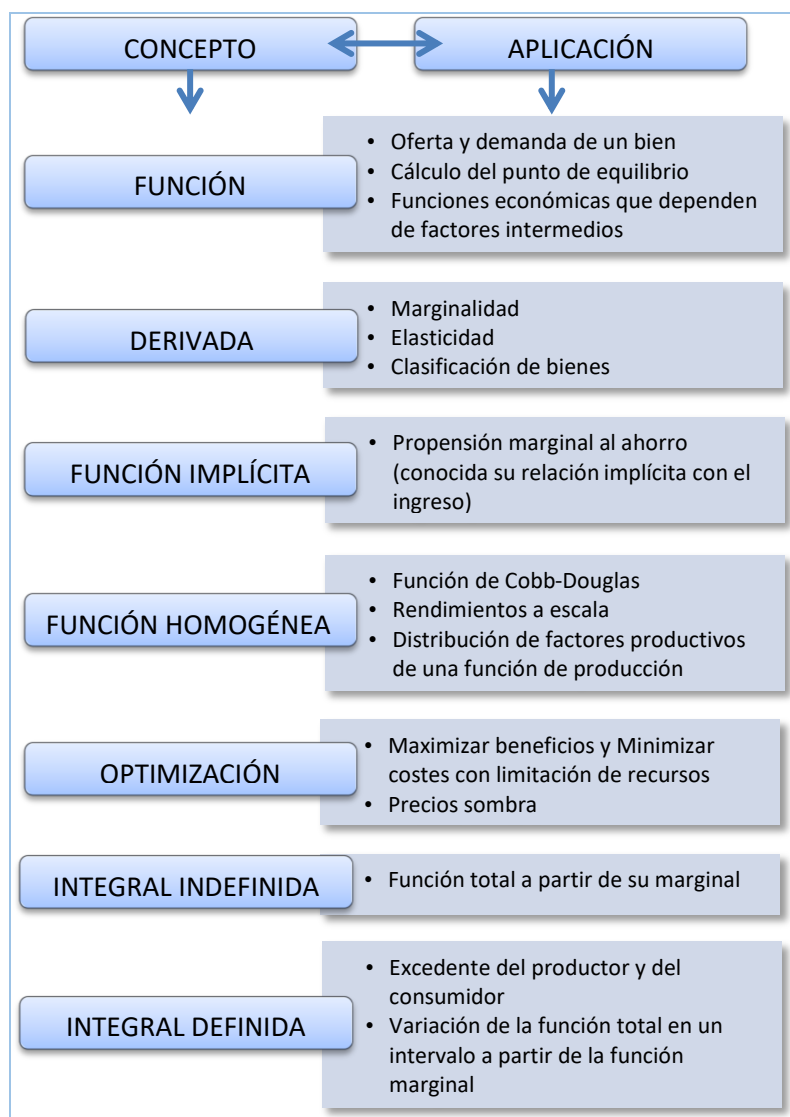 CONCEPTO
APLICACIÓN
FUNCIÓN
• Oferta y demanda de un bien
• Cálculo del punto de equilibrio
• Funciones económicas que dependen
de factores intermedios
DERIVADA
• Marginalidad
• Elasticidad
• Clasificación de bienes
FUNCIÓN IMPLÍCITA
• Propensión marginal al ahorro
(conocida su relación implícita con el
ingreso)
FUNCIÓN HOMOGÉNEA
• Función de Cobb-Douglas
• Rendimientos a escala
• Distribución de factores productivos
de una función de producción
OPTIMIZACIÓN
• Maximizar beneficios y Minimizar
costes con limitación de recursos
• Precios sombra
INTEGRAL INDEFINIDA
• Función total a partir de su marginal
INTEGRAL DEFINIDA
• Excedente del productor y del
consumidor
• Variación de la función total en un
intervalo a partir de la función
marginal